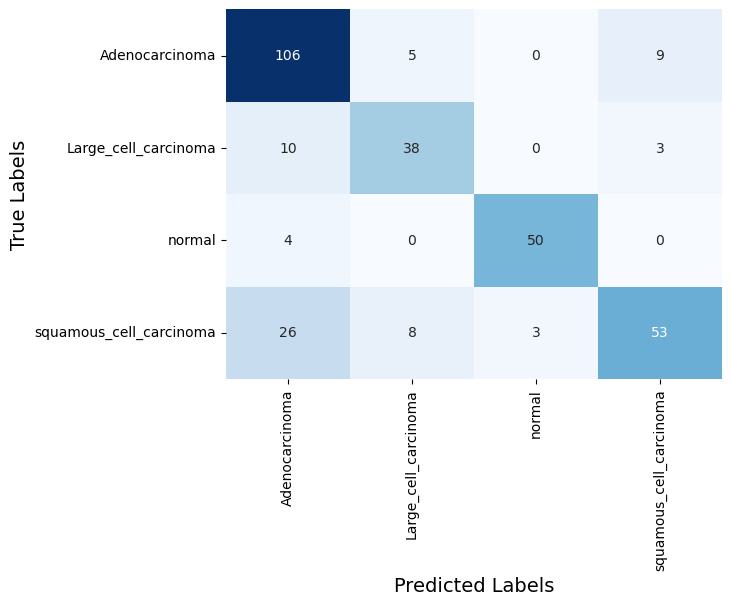 Adenocarcinoma 106 5 0 9
Large_cell_carcinoma 10 38 0 3
normal 4 0 50 0
squamous_cell_carcinoma 26 8 3 53
True Labels
Adenocarcinoma
Large_cell_carcinoma
normal
squamous_cell_carcinoma
Predicted Labels